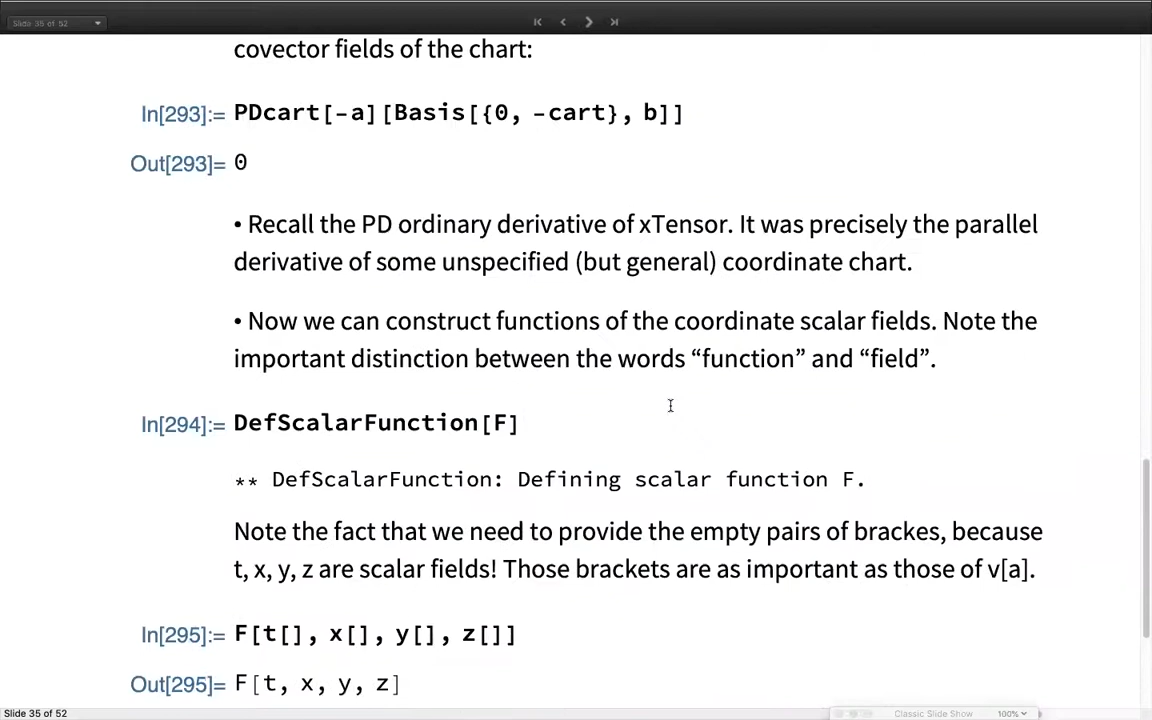 Slide 35 of 52
covector fields of the chart:
In[293]:= PDcart[-a][Basis[{0, -cart}, b]]
Out[293]= 0
• Recall the PD ordinary derivative of xTensor. It was precisely the parallel
derivative of some unspecified (but general) coordinate chart.
• Now we can construct functions of the coordinate scalar fields. Note the
important distinction between the words “function” and “field”.
In[294]:= DefScalarFunction[F]
** DefScalarFunction: Defining scalar function F.
Note the fact that we need to provide the empty pairs of brackes, because
t, x, y, z are scalar fields! Those brackets are as important as those of v[a].
In[295]:= F[t[], x[], y[], z[]]
Out[295]= F[t, x, y, z]
Slide 35 of 52
Classic Slide Show
100%